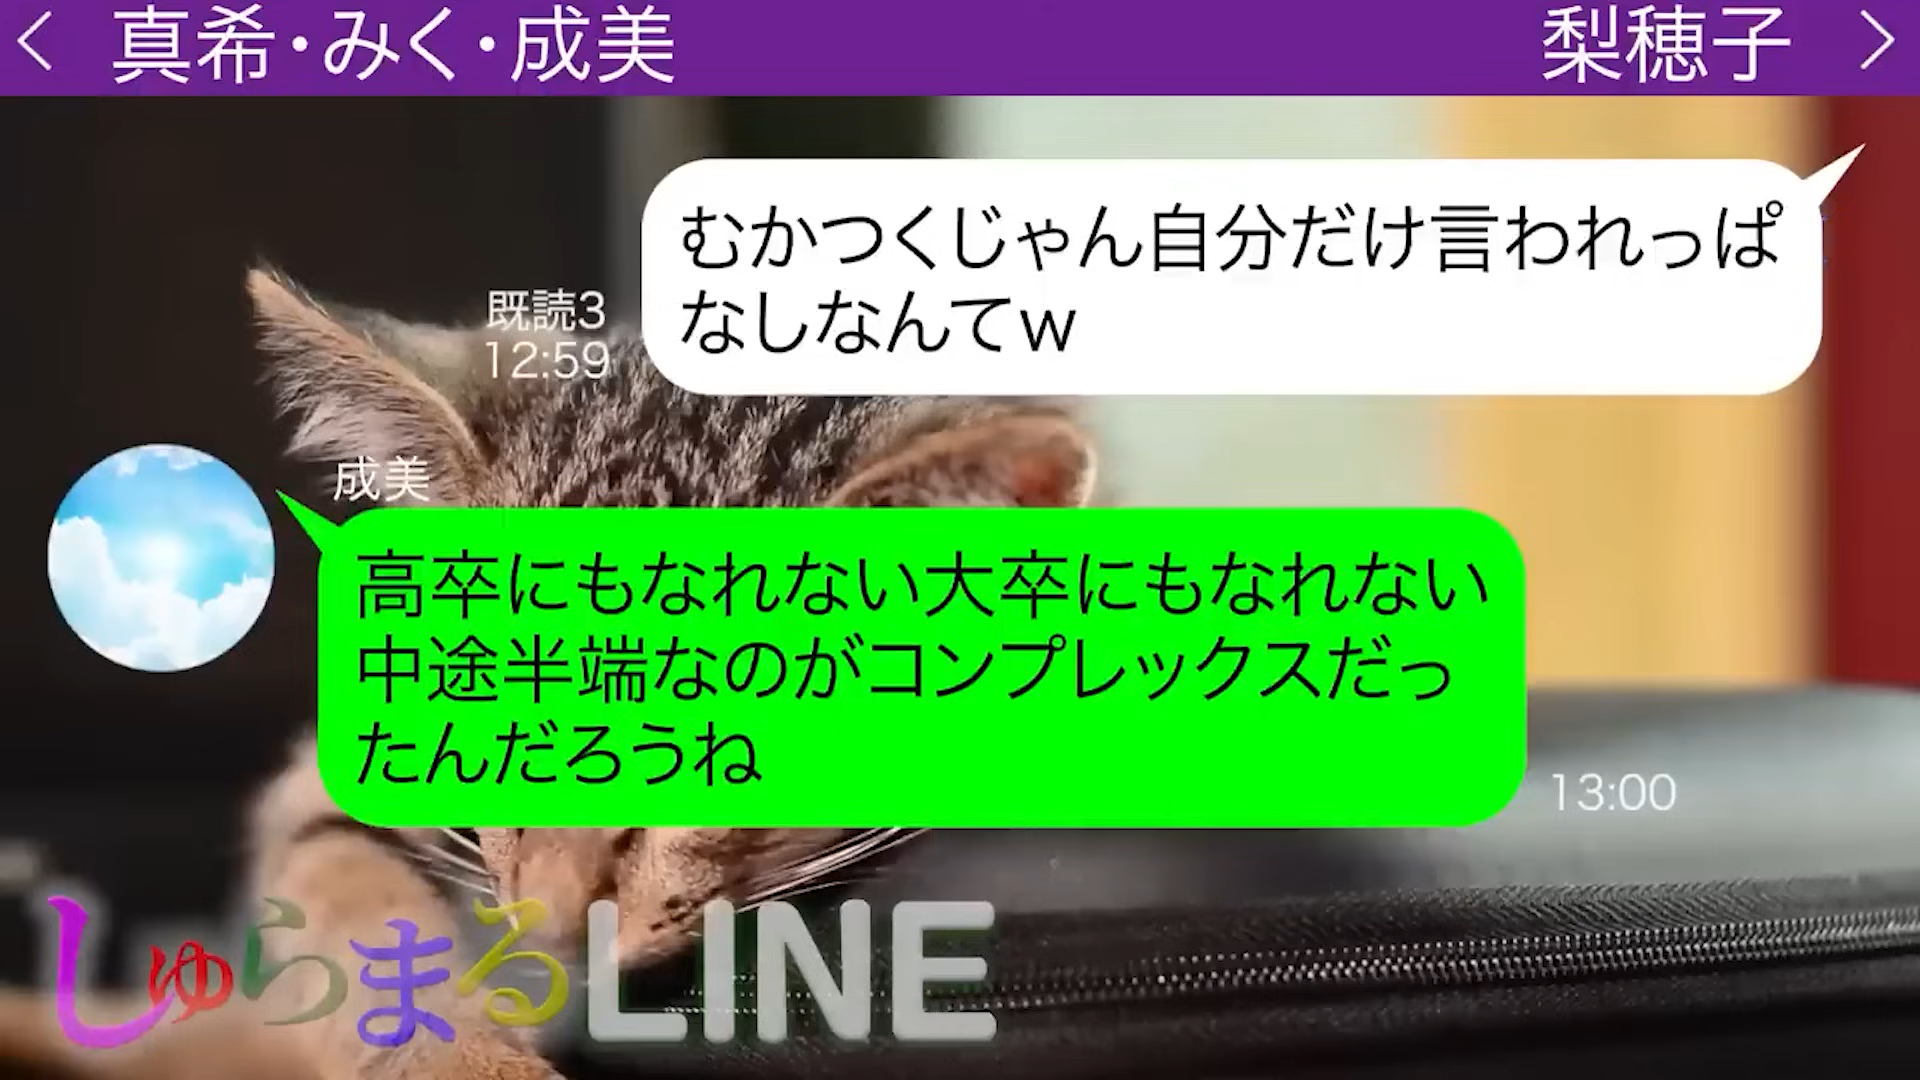 真希・みく・成美
梨穂子
むかつくじゃん自分だけ言われっぱ
なしなんてw
既読3
12:59
成美
高卒にもなれない大卒にもなれない
中途半端なのがコンプレックスだっ
たんだろうね
13:00
しゅらまるLINE